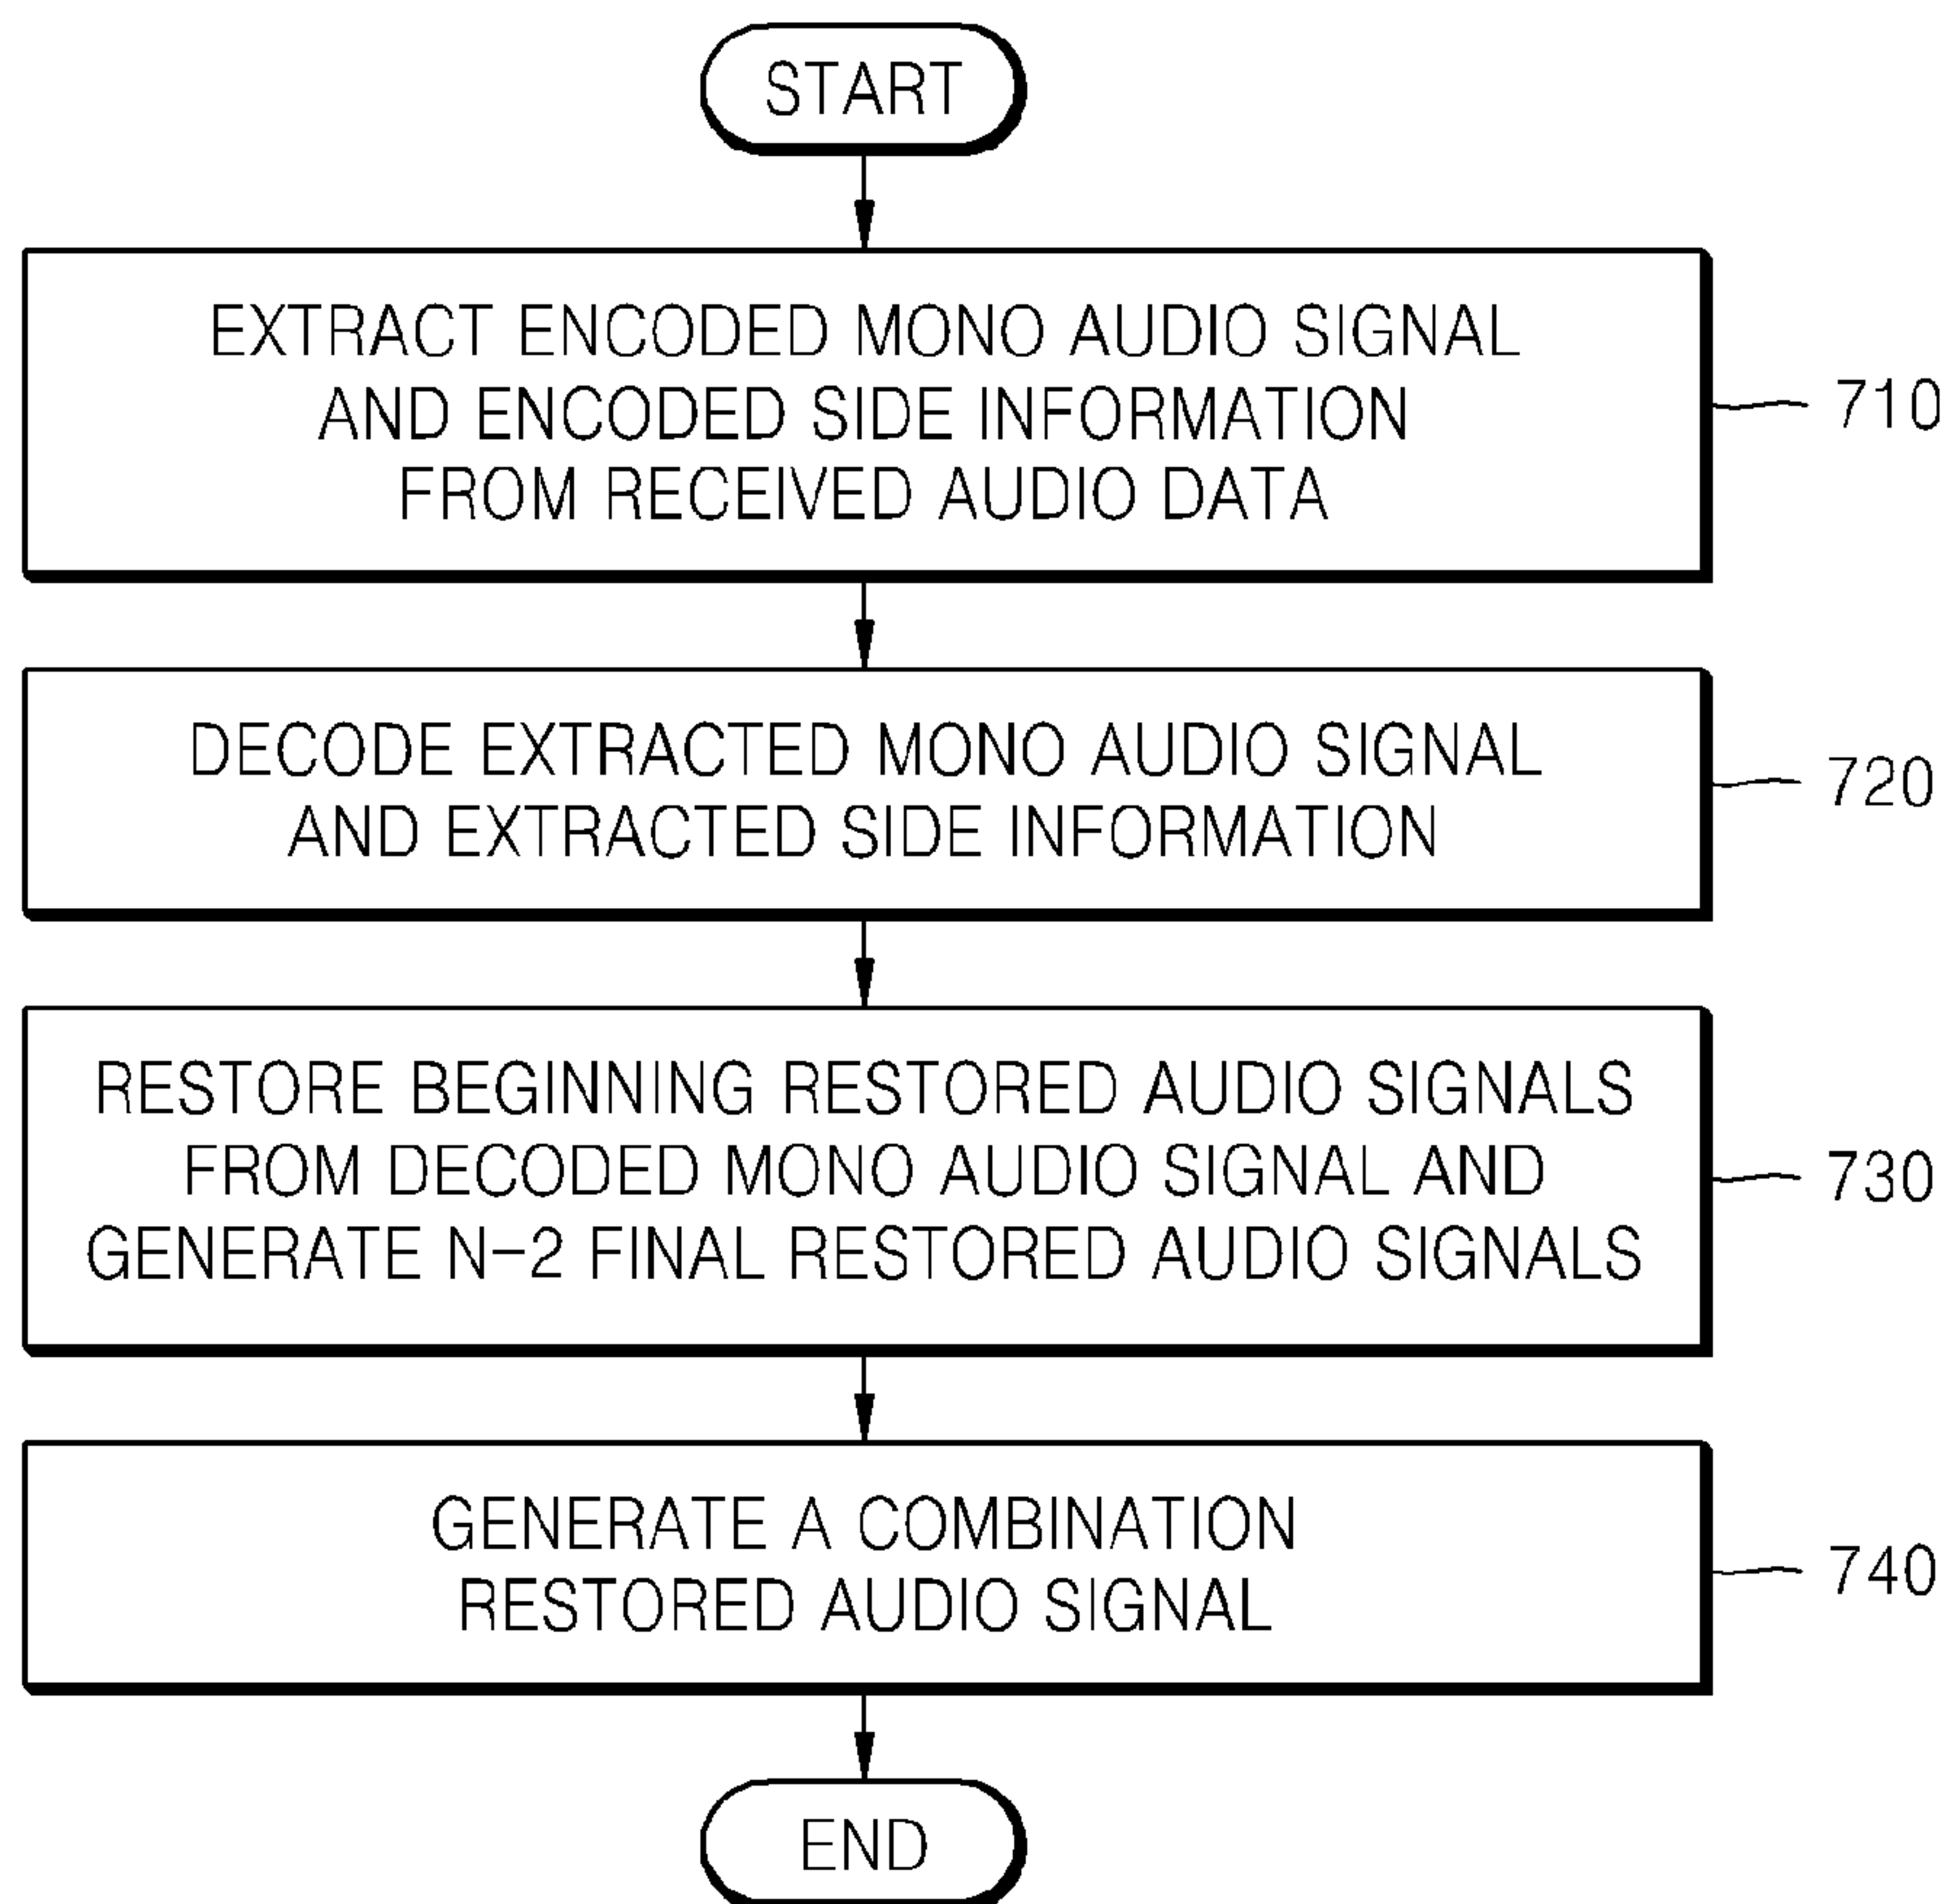 START
EXTRACT ENCODED MONO AUDIO SIGNAL
AND ENCODED SIDE INFORMATION
FROM RECEIVED AUDIO DATA
710
DECODE EXTRACTED MONO AUDIO SIGNAL
AND EXTRACTED SIDE INFORMATION
720
RESTORE BEGINNING RESTORED AUDIO SIGNALS
FROM DECODED MONO AUDIO SIGNAL AND
GENERATE N-2 FINAL RESTORED AUDIO SIGNALS
730
GENERATE A COMBINATION
RESTORED AUDIO SIGNAL
740
END